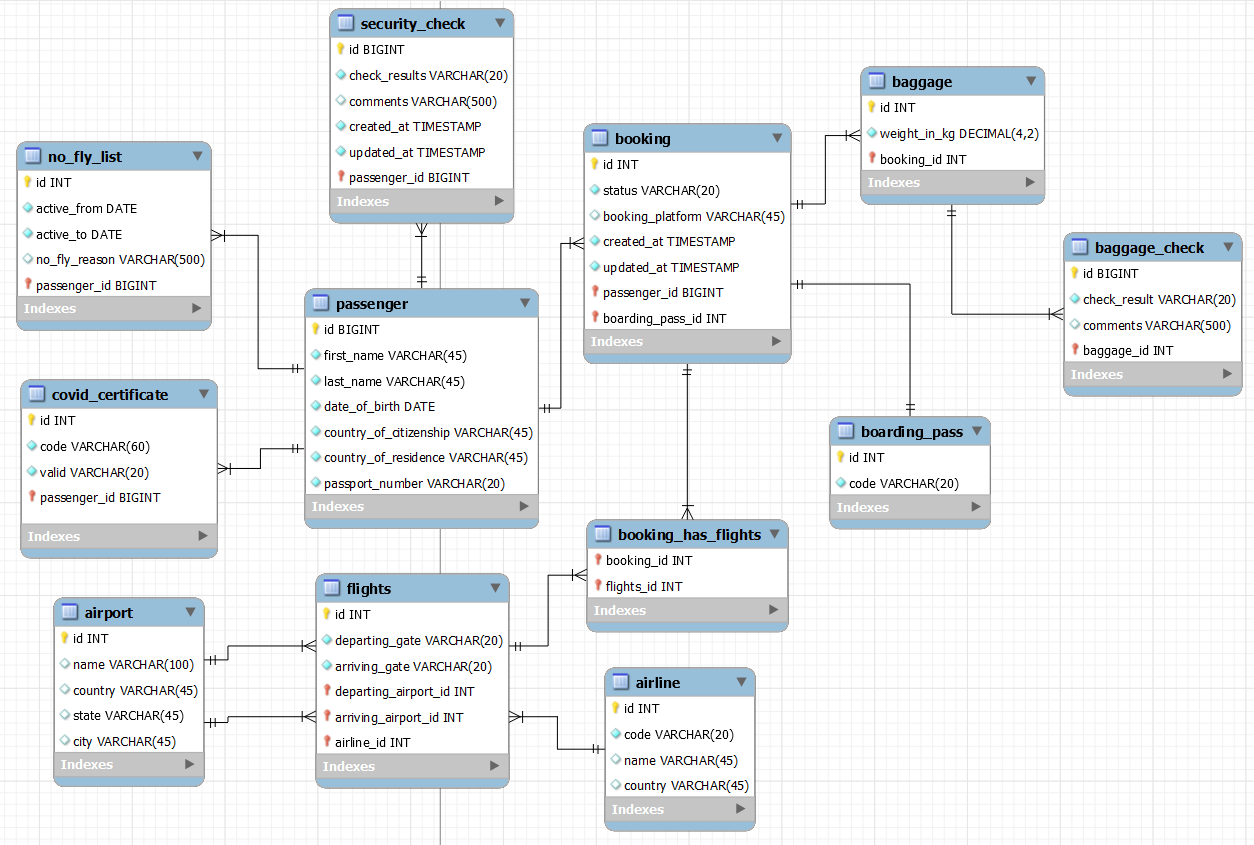 security_check
id BIGINT
check_results VARCHAR(20)
comments VARCHAR(500)
created_at TIMESTAMP
updated_at TIMESTAMP
passenger_id BIGINT
Indexes
baggage
id INT
weight_in_kg DECIMAL(4,2)
booking_id INT
Indexes
booking
id INT
status VARCHAR(20)
booking_platform VARCHAR(45)
created_at TIMESTAMP
updated_at TIMESTAMP
passenger_id BIGINT
boarding_pass_id INT
Indexes
no_fly_list
id INT
active_from DATE
active_to DATE
no_fly_reason VARCHAR(500)
passenger_id BIGINT
Indexes
baggage_check
id BIGINT
check_result VARCHAR(20)
comments VARCHAR(500)
baggage_id INT
Indexes
passenger
id BIGINT
first_name VARCHAR(45)
last_name VARCHAR(45)
date_of_birth DATE
country_of_citizenship VARCHAR(45)
country_of_residence VARCHAR(45)
passport_number VARCHAR(20)
Indexes
covid_certificate
id INT
code VARCHAR(60)
valid VARCHAR(20)
passenger_id BIGINT
Indexes
boarding_pass
id INT
code VARCHAR(20)
Indexes
booking_has_flights
booking_id INT
flights_id INT
Indexes
flights
id INT
departing_gate VARCHAR(20)
arriving_gate VARCHAR(20)
departing_airport_id INT
arriving_airport_id INT
airline_id INT
Indexes
airport
id INT
name VARCHAR(100)
country VARCHAR(45)
state VARCHAR(45)
city VARCHAR(45)
Indexes
airline
id INT
code VARCHAR(20)
name VARCHAR(45)
country VARCHAR(45)
Indexes